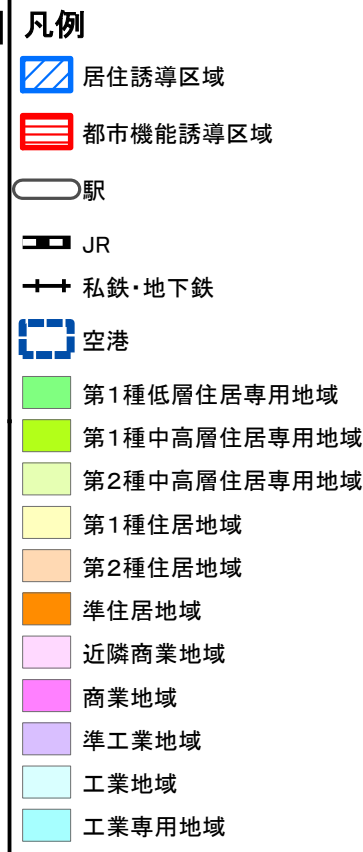 凡例
居住誘導区域
都市機能誘導区域
駅
JR
私鉄・地下鉄
空港
第1種低層住居専用地域
第1種中高層住居専用地域
第2種中高層住居専用地域
第1種住居地域
第2種住居地域
準住居地域
近隣商業地域
商業地域
準工業地域
工業地域
工業専用地域